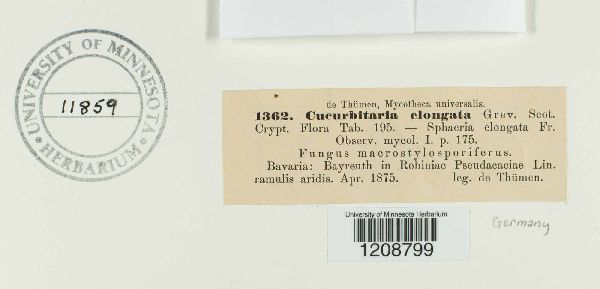 UNIVERSITY OF MINNESOTA
HERBARIUM
11859
de Thümen, Mycotheca universalis.
1362. Cucurbitaria elongata Grev. Scot.
Crypt. Flora Tab. 195. — Sphaeria elongata Fr.
Observ. mycol. I. p. 175.
Fungus macrostylosporiferus.
Bavaria: Bayreuth in Robiniae Pseudacaciae Lin.
ramulis aridis. Apr. 1875. leg. de Thümen.
University of Minnesota Herbarium
1208799
Germany